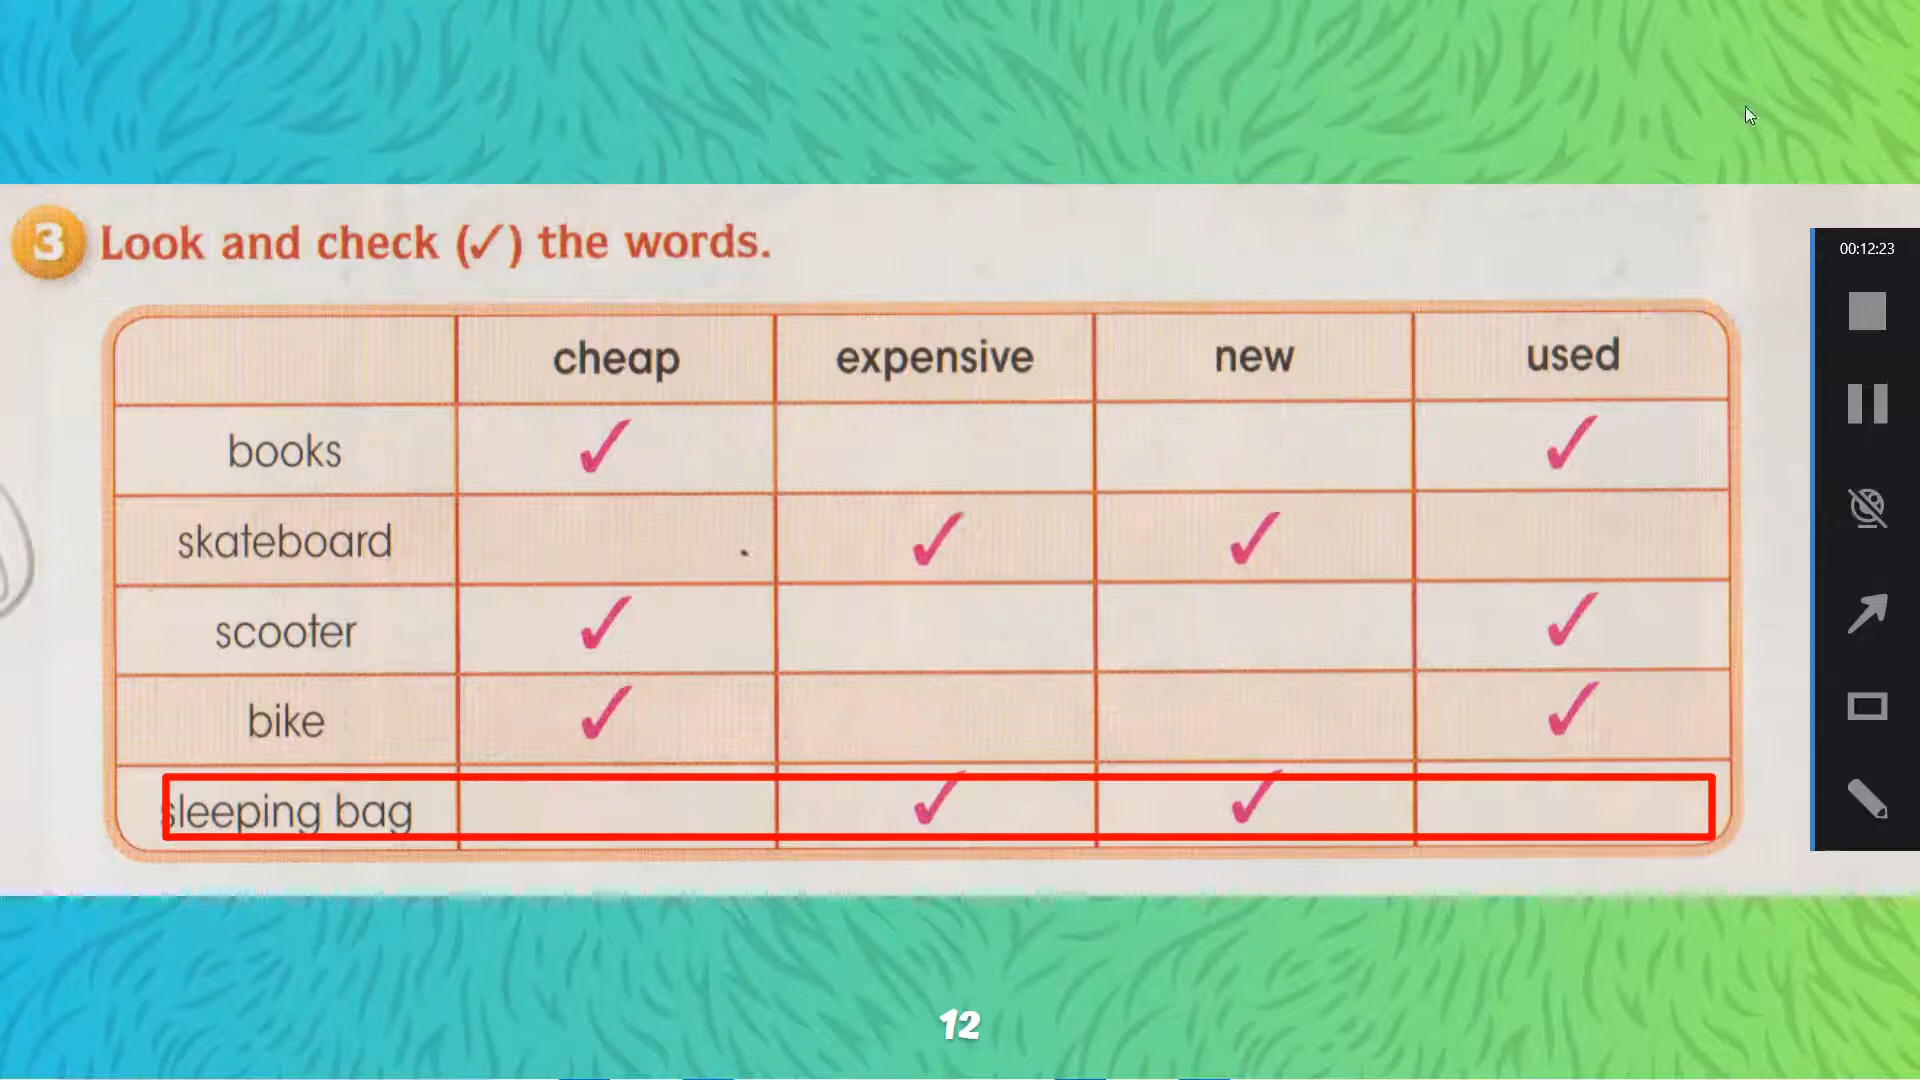 3 Look and check (✓) the words.
cheap expensive new used
books ✓ ✓
skateboard ✓ ✓
scooter ✓ ✓
bike ✓ ✓
sleeping bag ✓ ✓
00:12:23
12